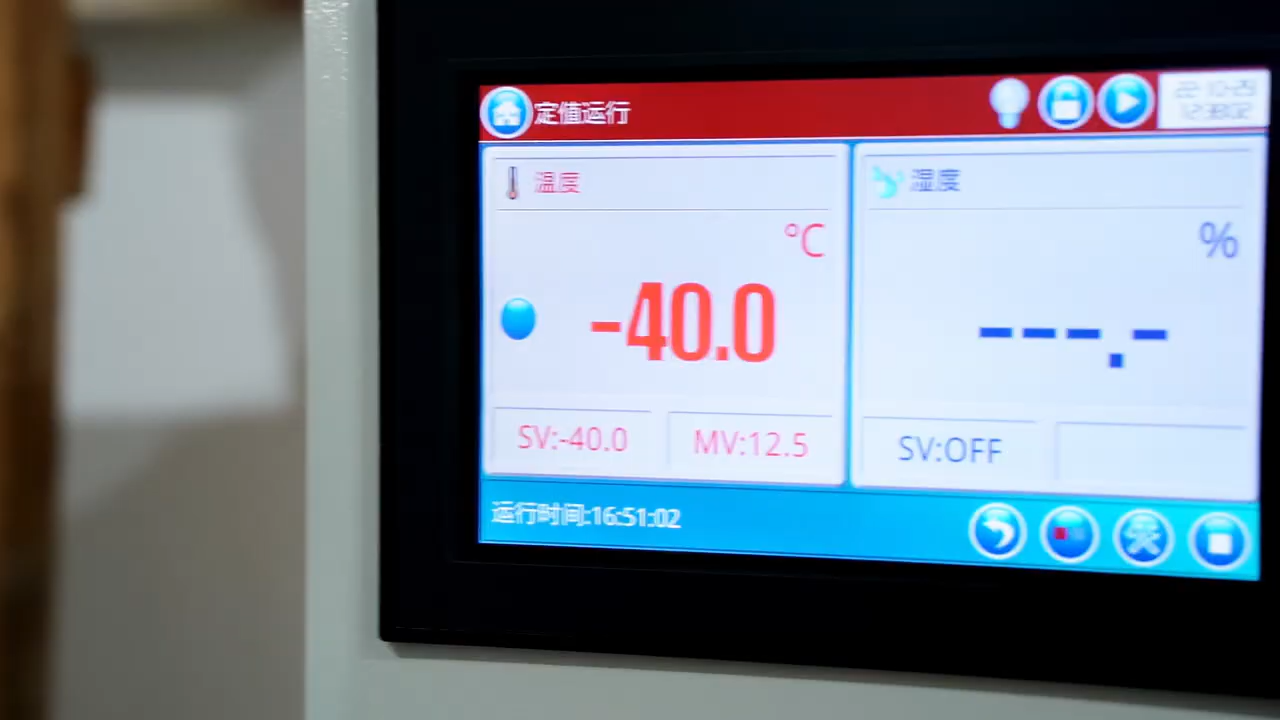 定值运行
温度
℃
-40.0
SV:-40.0
MV:12.5
湿度
%
---.-
SV:OFF
运行时间:16:51:02